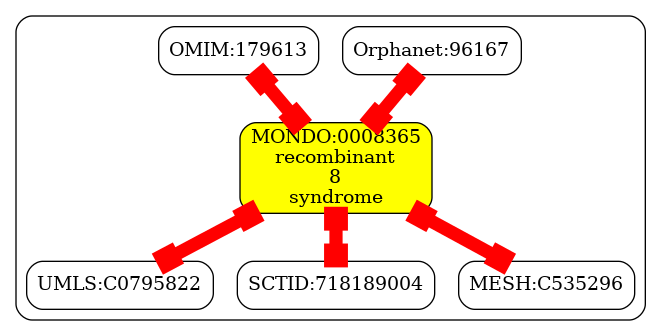 OMIM:179613
Orphanet:96167
MONDO:0008365
recombinant
8
syndrome
UMLS:C0795822
SCTID:718189004
MESH:C535296